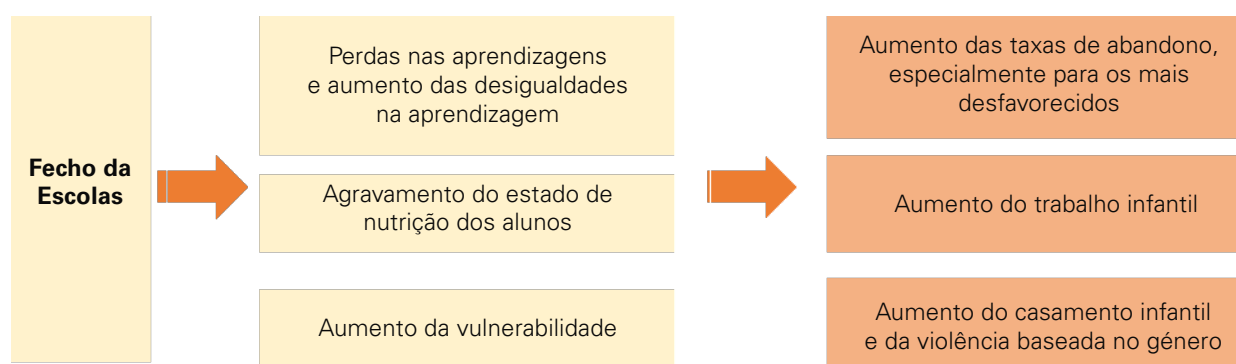 Fecho da
Escolas
Perdas nas aprendizagens
e aumento das desigualdades
na aprendizagem
Agravamento do estado de
nutrição dos alunos
Aumento da vulnerabilidade
Aumento das taxas de abandono,
especialmente para os mais
desfavorecidos
Aumento do trabalho infantil
Aumento do casamento infantil
e da violência baseada no género